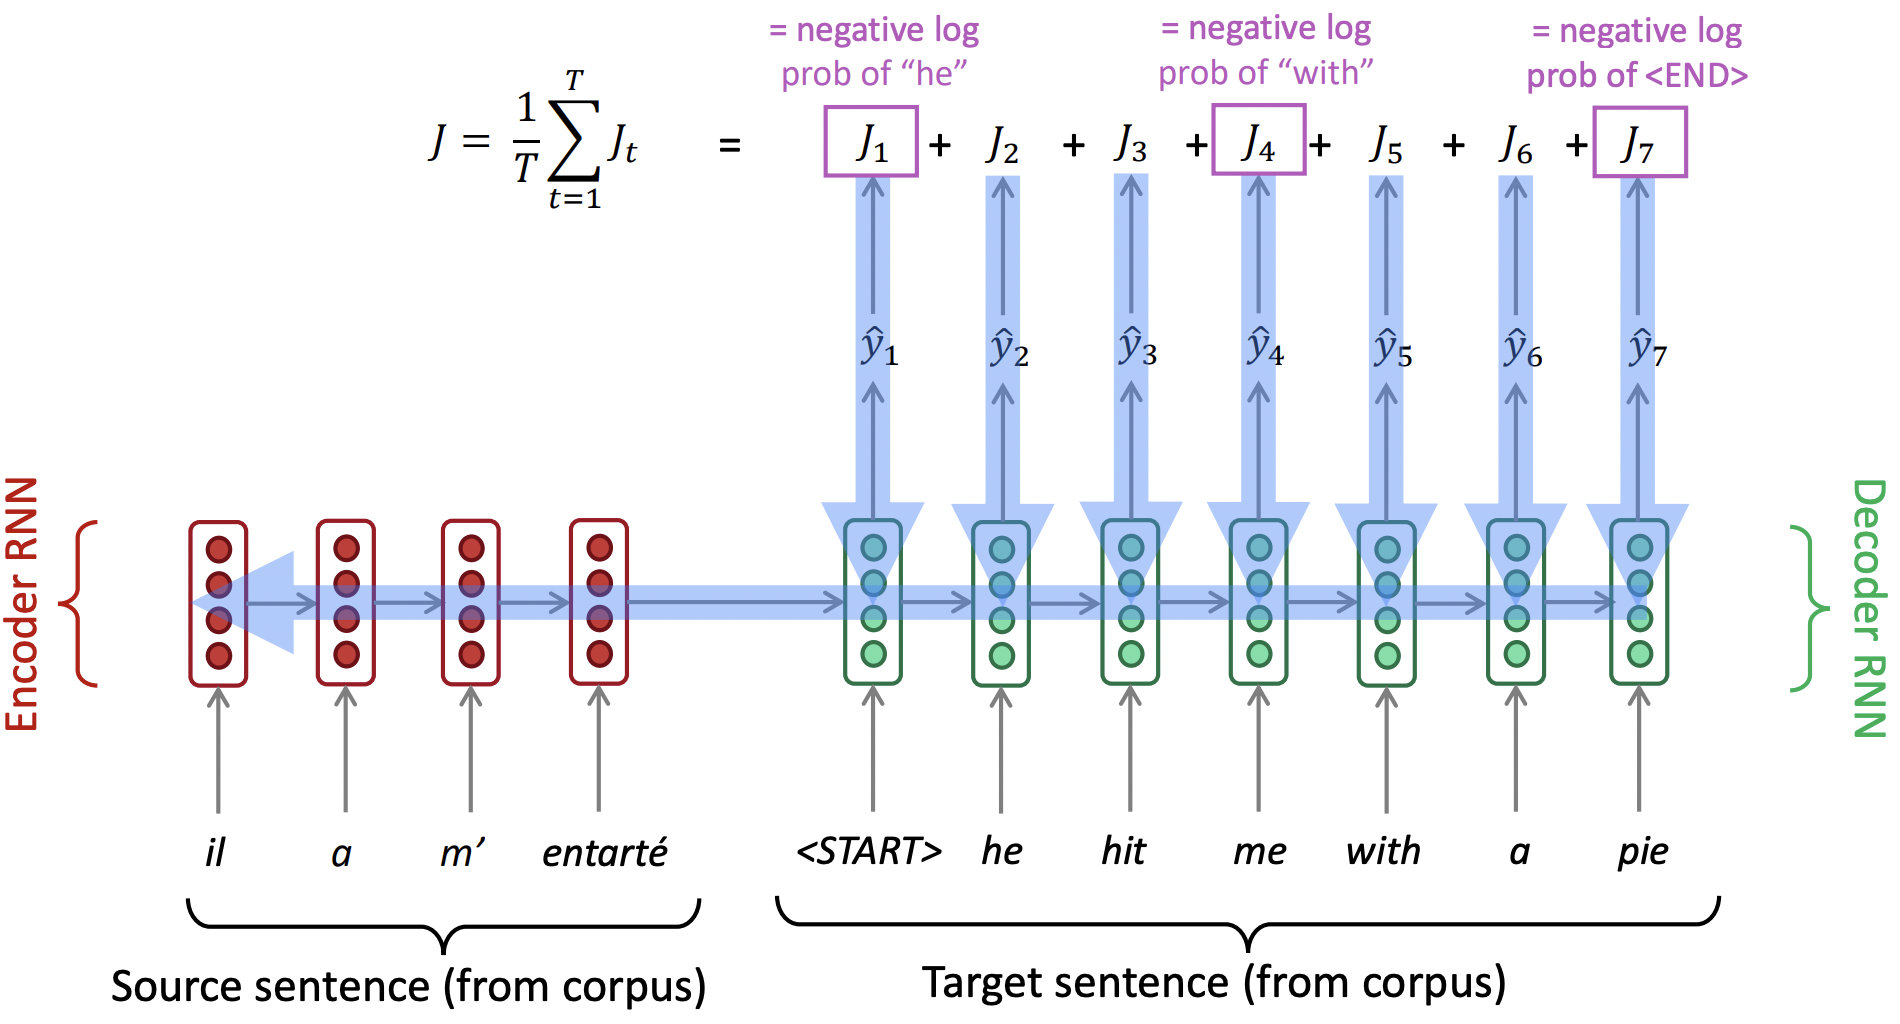 = negative log
prob of “he”
= negative log
prob of “with”
= negative log
prob of <END>
J = 1/T ∑_{t=1}^{T} J_t = J₁ + J₂ + J₃ + J₄ + J₅ + J₆ + J₇
ŷ₁ ŷ₂ ŷ₃ ŷ₄ ŷ₅ ŷ₆ ŷ₇
Encoder RNN
Decoder RNN
il a m’ entarté <START> he hit me with a pie
Source sentence (from corpus)
Target sentence (from corpus)